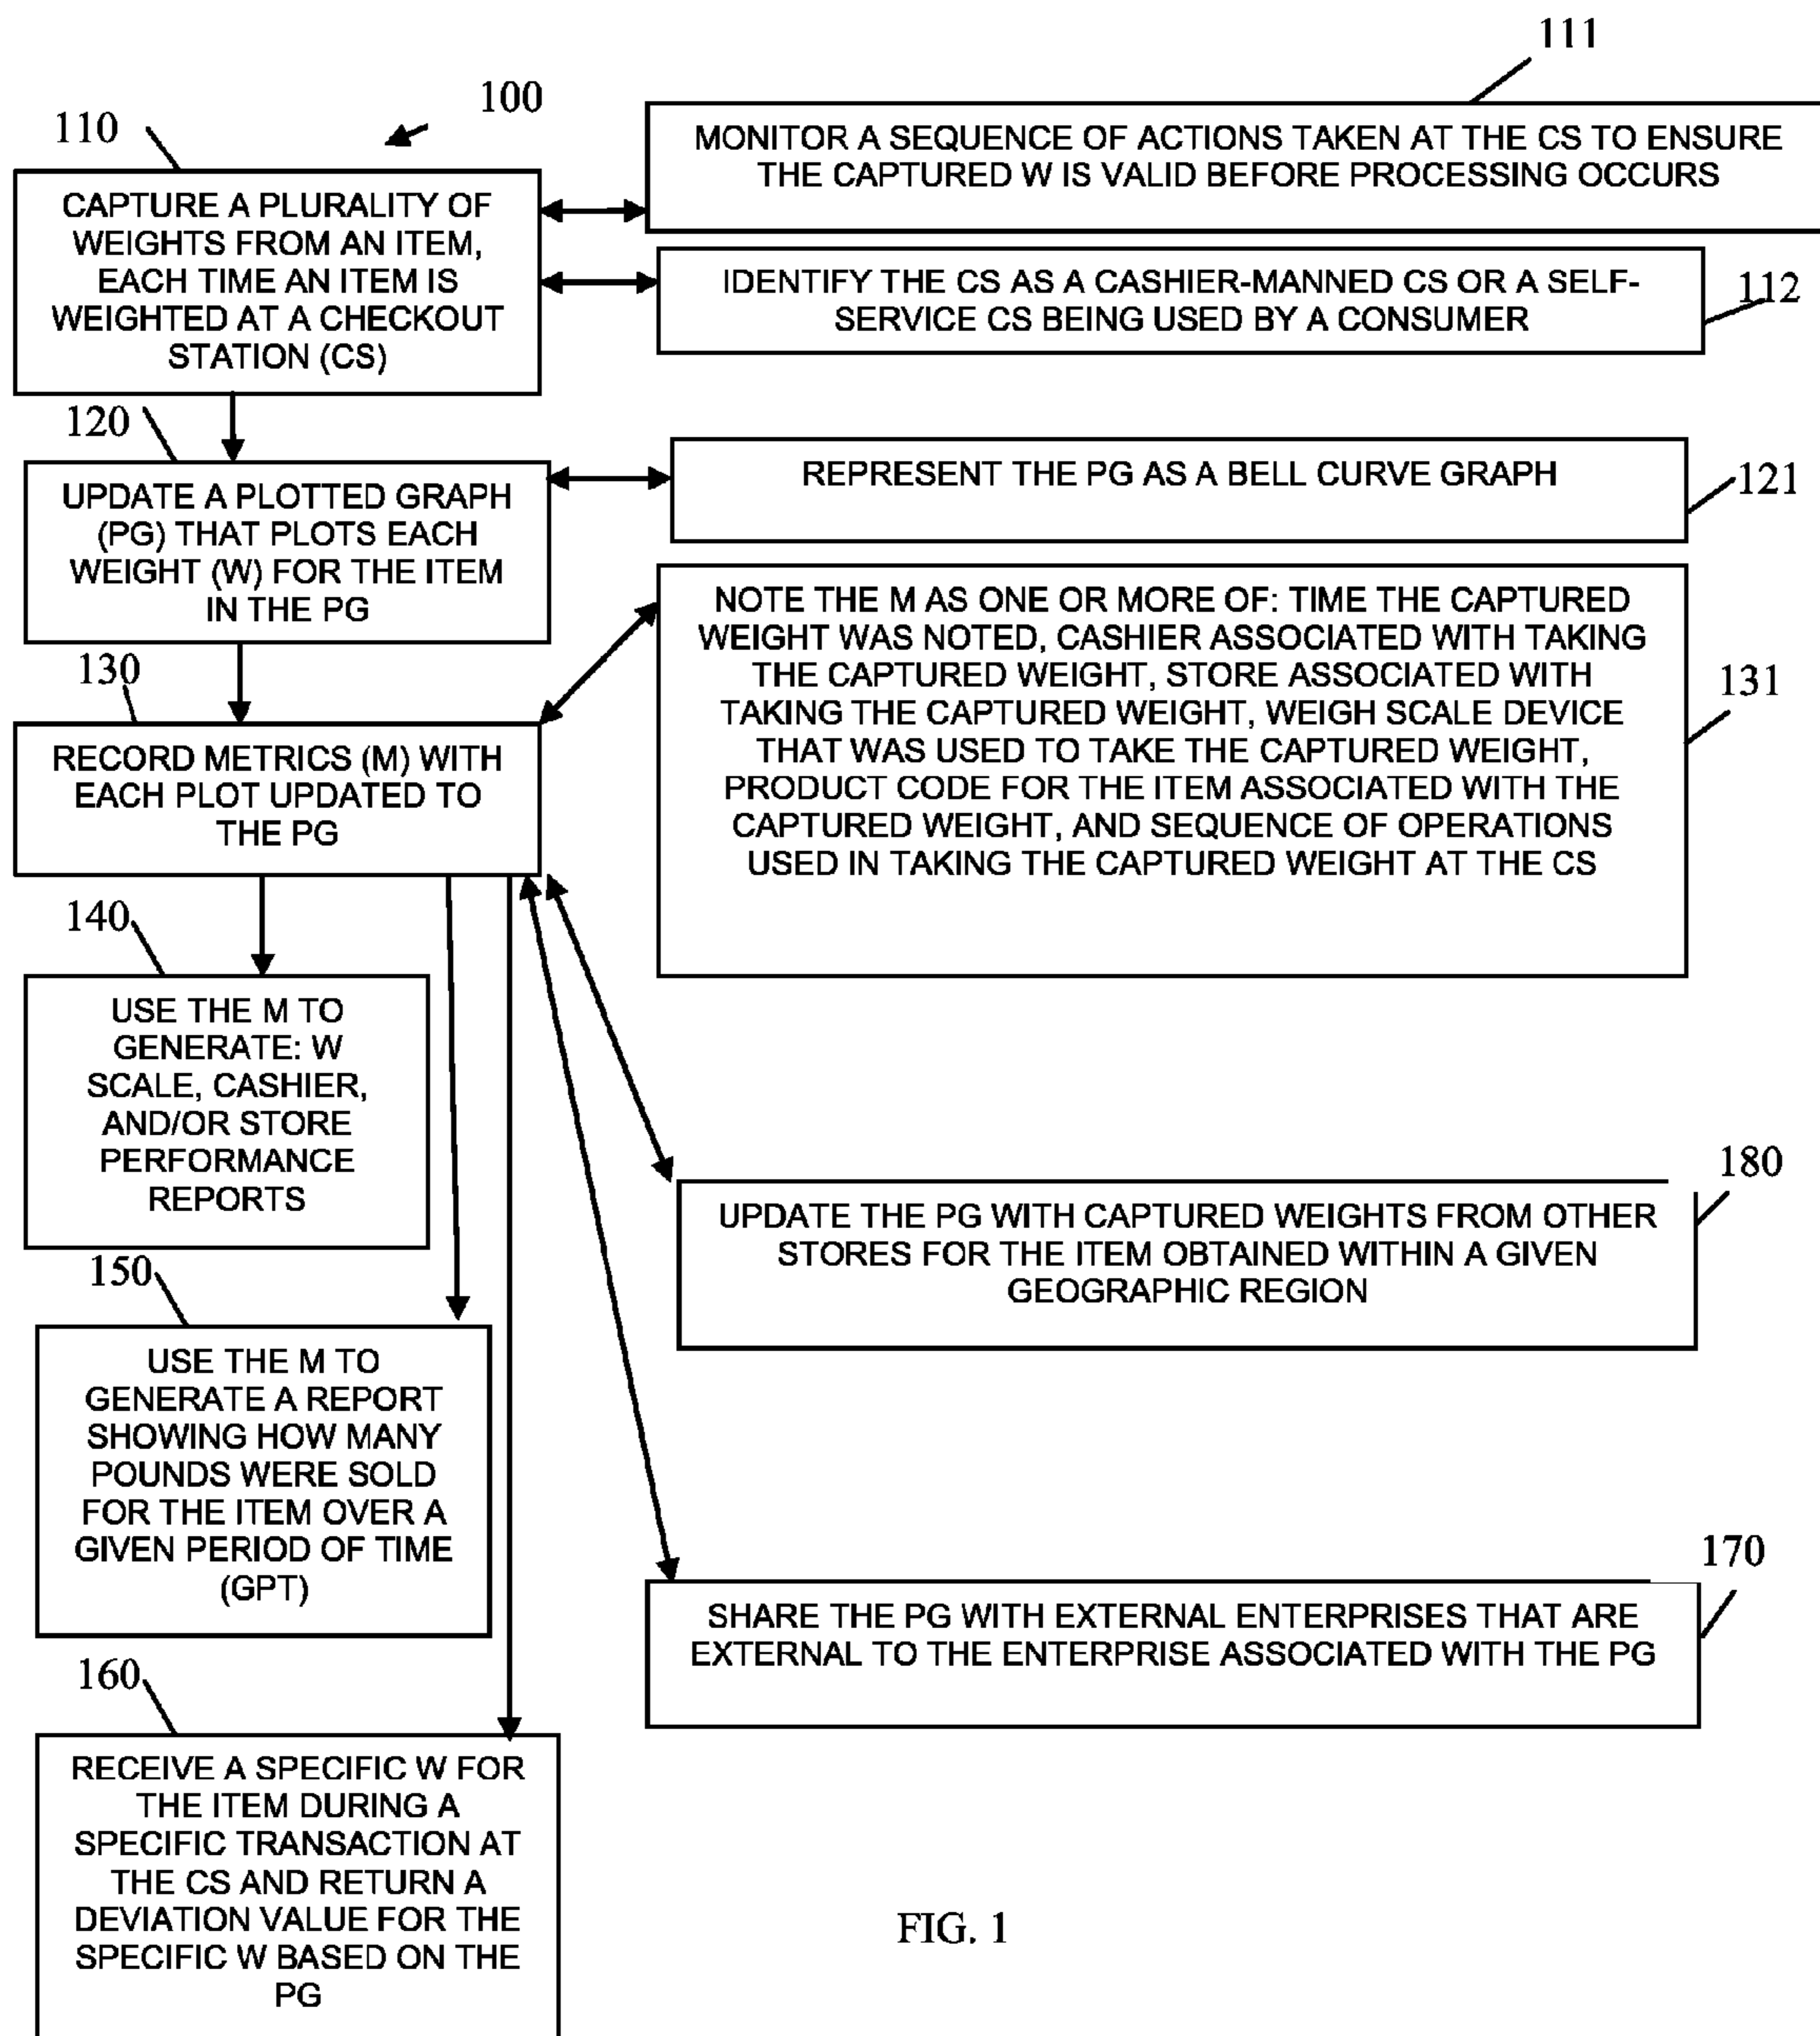 100
110
CAPTURE A PLURALITY OF
WEIGHTS FROM AN ITEM,
EACH TIME AN ITEM IS
WEIGHTED AT A CHECKOUT
STATION (CS)
111
MONITOR A SEQUENCE OF ACTIONS TAKEN AT THE CS TO ENSURE
THE CAPTURED W IS VALID BEFORE PROCESSING OCCURS
112
IDENTIFY THE CS AS A CASHIER-MANNED CS OR A SELF-
SERVICE CS BEING USED BY A CONSUMER
120
UPDATE A PLOTTED GRAPH
(PG) THAT PLOTS EACH
WEIGHT (W) FOR THE ITEM
IN THE PG
121
REPRESENT THE PG AS A BELL CURVE GRAPH
130
RECORD METRICS (M) WITH
EACH PLOT UPDATED TO
THE PG
131
NOTE THE M AS ONE OR MORE OF: TIME THE CAPTURED
WEIGHT WAS NOTED, CASHIER ASSOCIATED WITH TAKING
THE CAPTURED WEIGHT, STORE ASSOCIATED WITH
TAKING THE CAPTURED WEIGHT, WEIGH SCALE DEVICE
THAT WAS USED TO TAKE THE CAPTURED WEIGHT,
PRODUCT CODE FOR THE ITEM ASSOCIATED WITH THE
CAPTURED WEIGHT, AND SEQUENCE OF OPERATIONS
USED IN TAKING THE CAPTURED WEIGHT AT THE CS
140
USE THE M TO
GENERATE: W
SCALE, CASHIER,
AND/OR STORE
PERFORMANCE
REPORTS
180
UPDATE THE PG WITH CAPTURED WEIGHTS FROM OTHER
STORES FOR THE ITEM OBTAINED WITHIN A GIVEN
GEOGRAPHIC REGION
150
USE THE M TO
GENERATE A REPORT
SHOWING HOW MANY
POUNDS WERE SOLD
FOR THE ITEM OVER A
GIVEN PERIOD OF TIME
(GPT)
170
SHARE THE PG WITH EXTERNAL ENTERPRISES THAT ARE
EXTERNAL TO THE ENTERPRISE ASSOCIATED WITH THE PG
160
RECEIVE A SPECIFIC W FOR
THE ITEM DURING A
SPECIFIC TRANSACTION AT
THE CS AND RETURN A
DEVIATION VALUE FOR THE
SPECIFIC W BASED ON THE
PG
FIG. 1